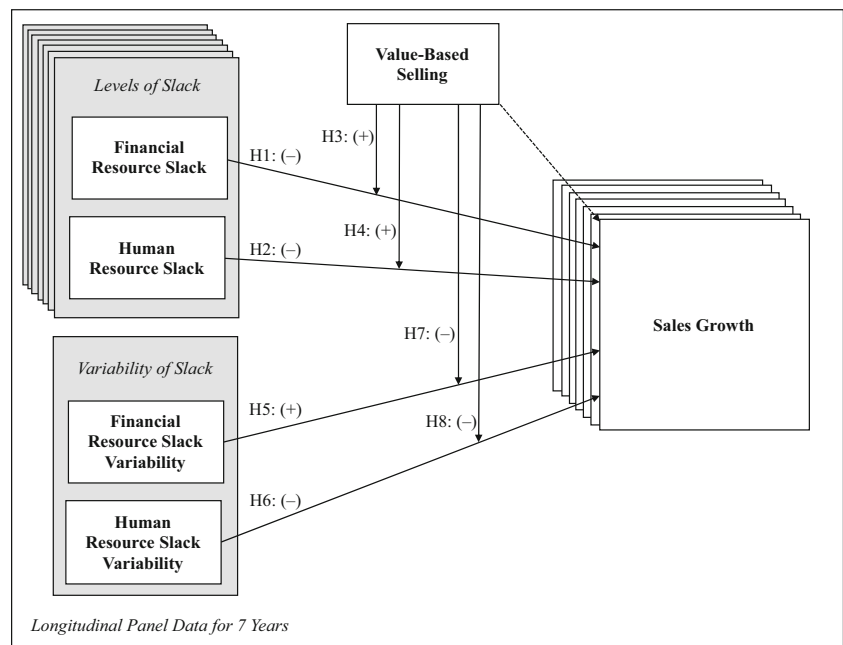 Value-Based
Selling
Levels of Slack
Financial
Resource Slack
Human
Resource Slack
H1: (–)
H2: (–)
H3: (+)
H4: (+)
H7: (–)
H8: (–)
Sales Growth
Variability of Slack
Financial
Resource Slack
Variability
Human
Resource Slack
Variability
H5: (+)
H6: (–)
Longitudinal Panel Data for 7 Years